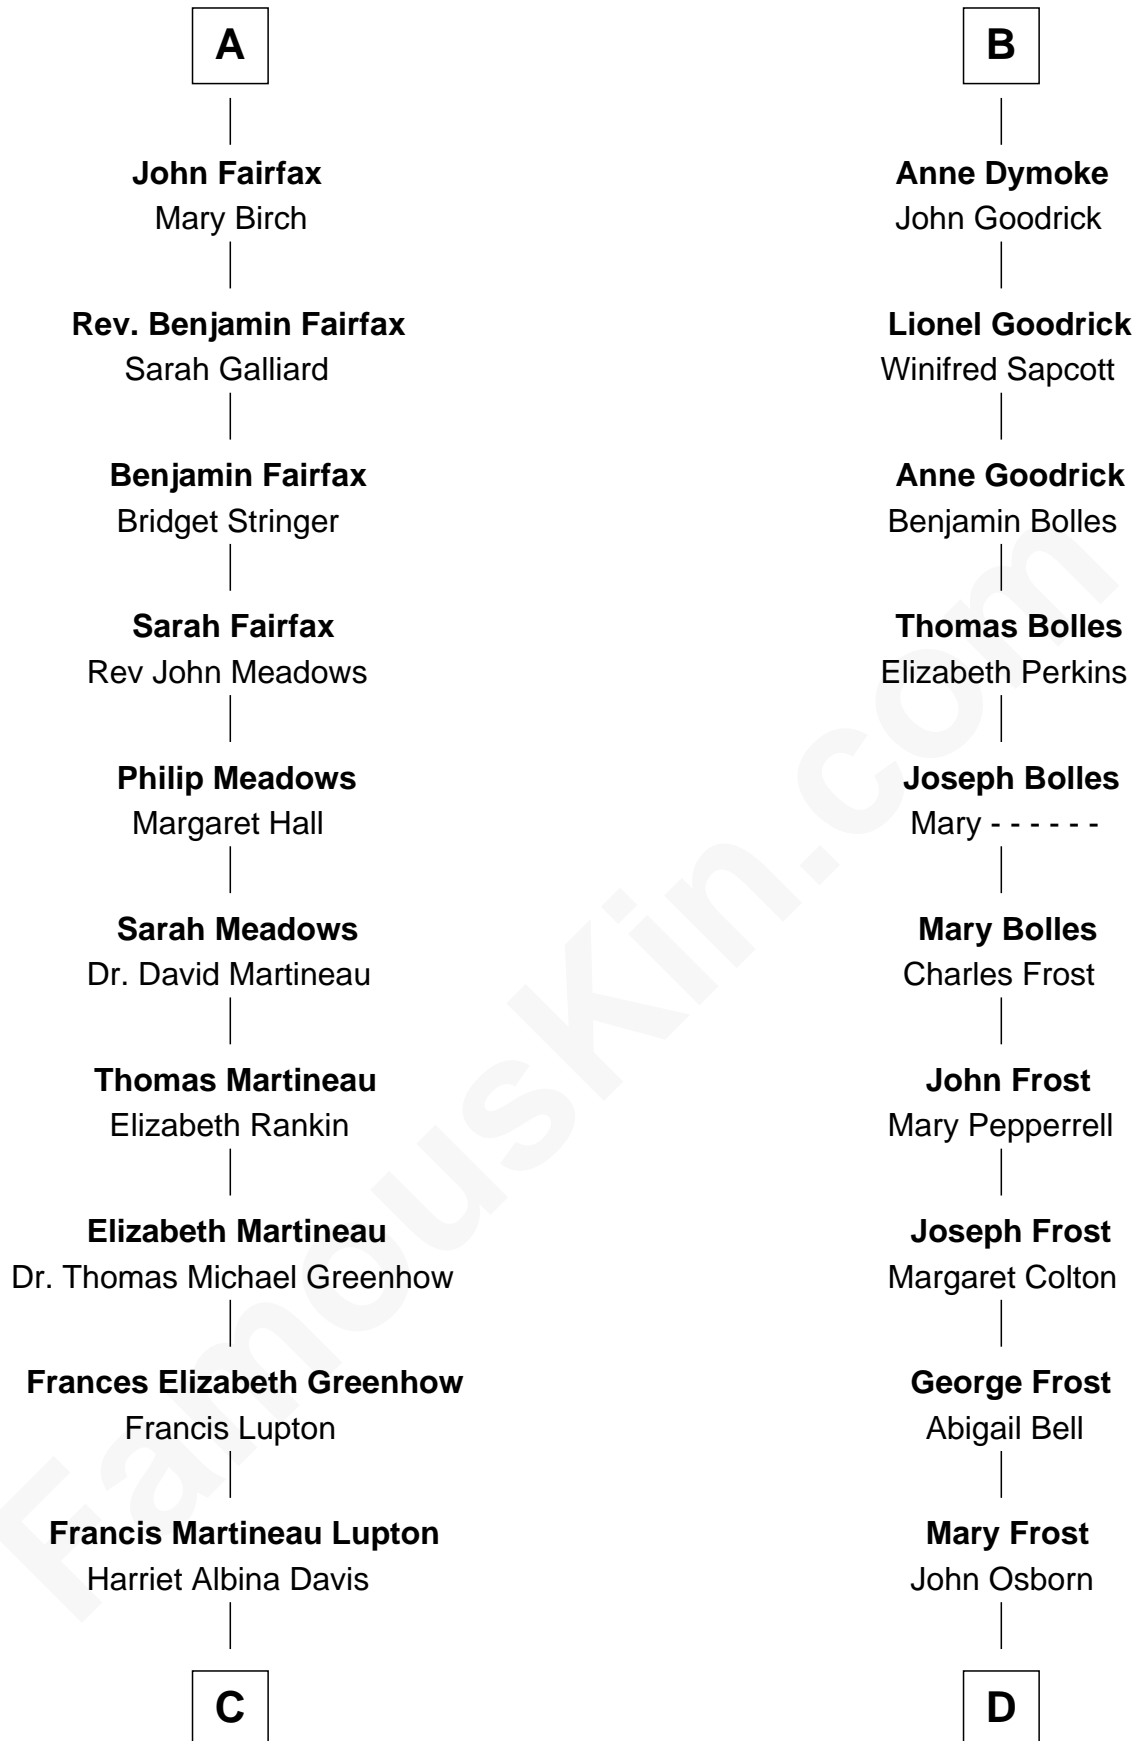 A
John Fairfax
Mary Birch
Rev. Benjamin Fairfax
Sarah Galliard
Benjamin Fairfax
Bridget Stringer
Sarah Fairfax
Rev John Meadows
Philip Meadows
Margaret Hall
Sarah Meadows
Dr. David Martineau
Thomas Martineau
Elizabeth Rankin
Elizabeth Martineau
Dr. Thomas Michael Greenhow
Frances Elizabeth Greenhow
Francis Lupton
Francis Martineau Lupton
Harriet Albina Davis
C
B
Anne Dymoke
John Goodrick
Lionel Goodrick
Winifred Sapcott
Anne Goodrick
Benjamin Bolles
Thomas Bolles
Elizabeth Perkins
Joseph Bolles
Mary - - - - - -
Mary Bolles
Charles Frost
John Frost
Mary Pepperrell
Joseph Frost
Margaret Colton
George Frost
Abigail Bell
Mary Frost
John Osborn
D
FamousKin.com